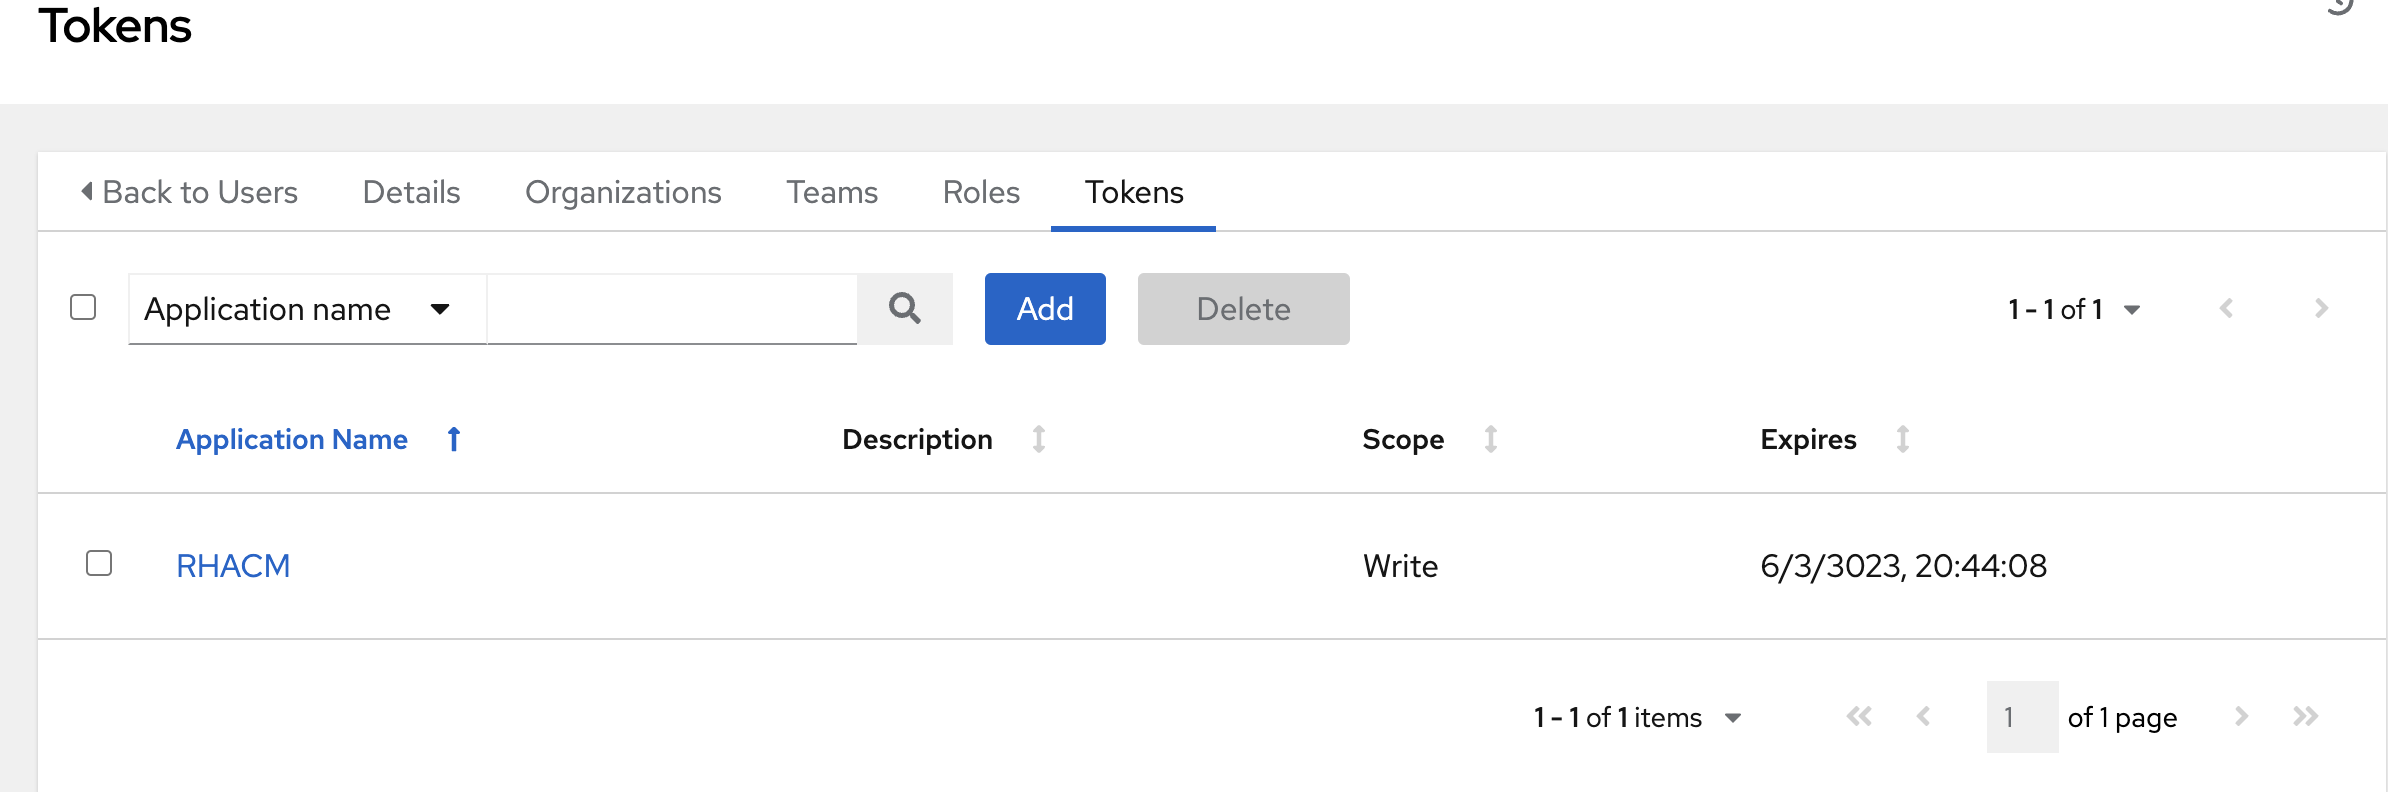 Tokens
Back to Users Details Organizations Teams Roles Tokens
Application name Add Delete 1 - 1 of 1
Application Name Description Scope Expires
RHACM Write 6/3/3023, 20:44:08
1 - 1 of 1 items 1 of 1 page